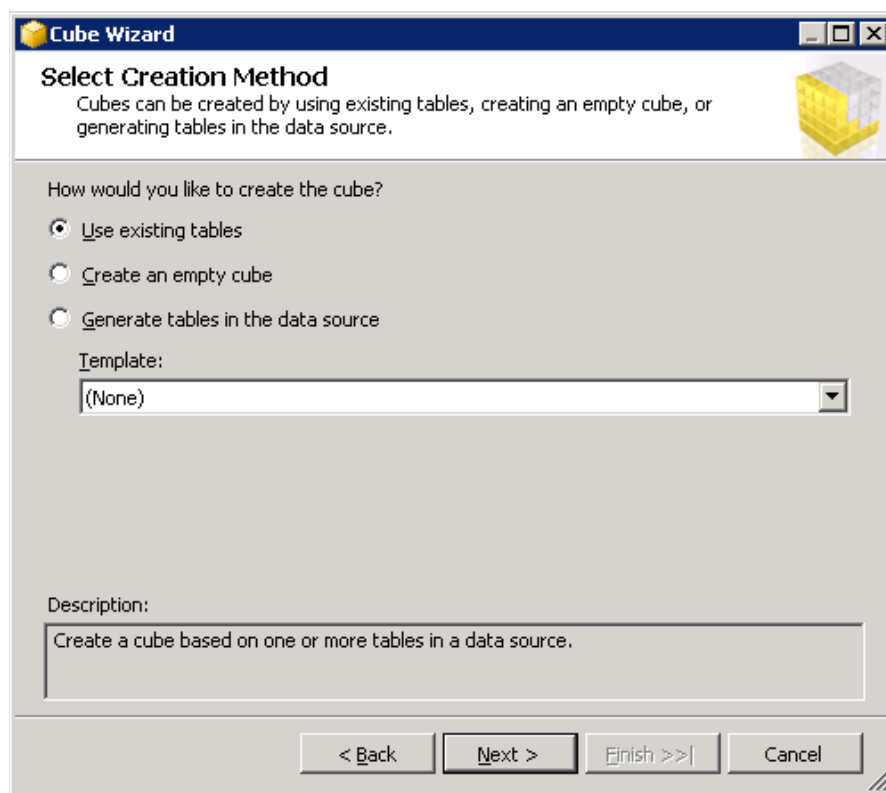 Cube Wizard
Select Creation Method
Cubes can be created by using existing tables, creating an empty cube, or
generating tables in the data source.
How would you like to create the cube?
Use existing tables
Create an empty cube
Generate tables in the data source
Template:
(None)
Description:
Create a cube based on one or more tables in a data source.
< Back
Next >
Finish >>|
Cancel